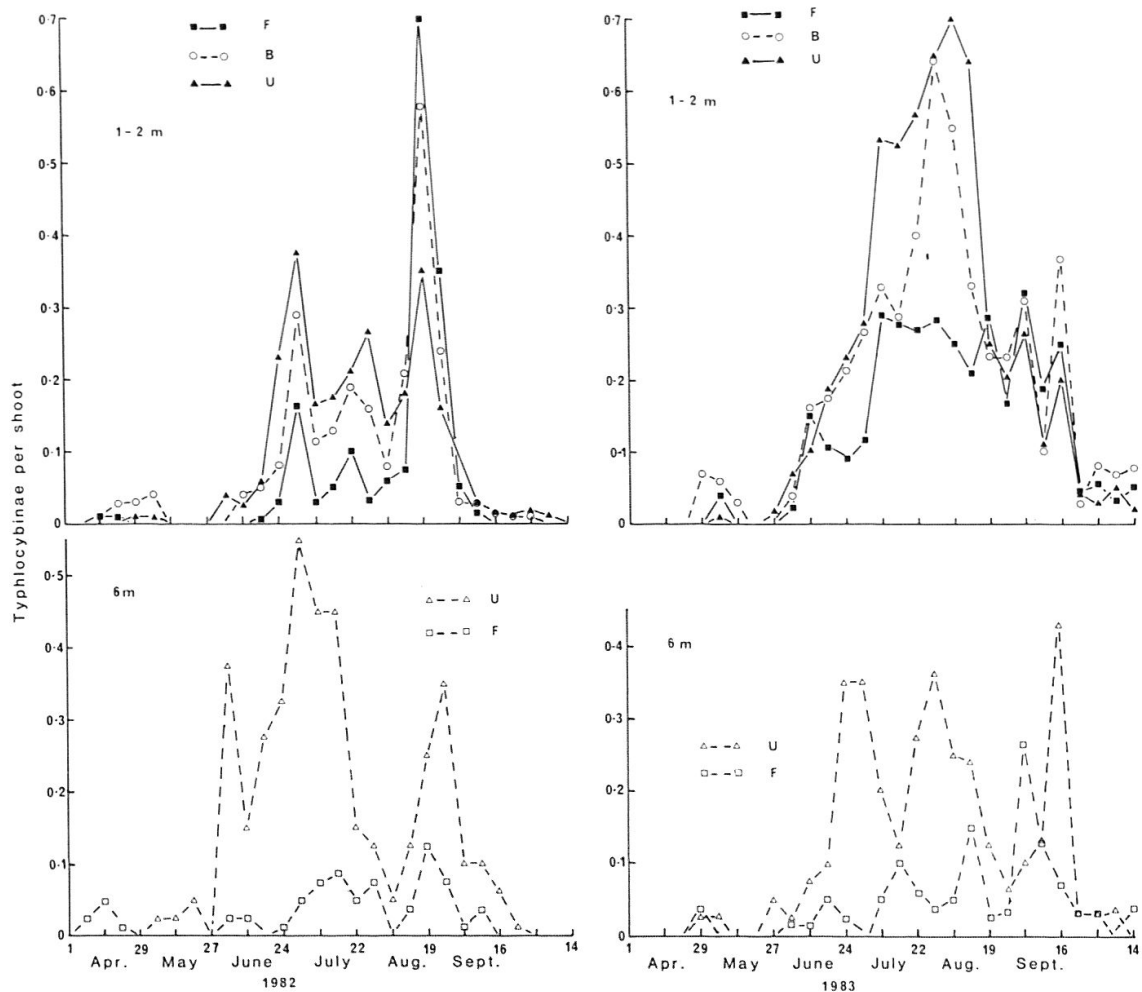 Typhlocybinae per shoot
0·7
0·6
0·5
0·4
0·3
0·2
0·1
0
F
B
U
1-2 m
0·5
0·4
0·3
0·2
0·1
0
6m
U
F
1 29 27 24 22 19 16 14
Apr. May June July Aug. Sept.
1982
0·7
0·6
0·5
0·4
0·3
0·2
0·1
0
F
B
U
1-2 m
0·4
0·3
0·2
0·1
0
6m
U
F
1 29 27 24 22 19 16 14
Apr. May June July Aug. Sept.
1983